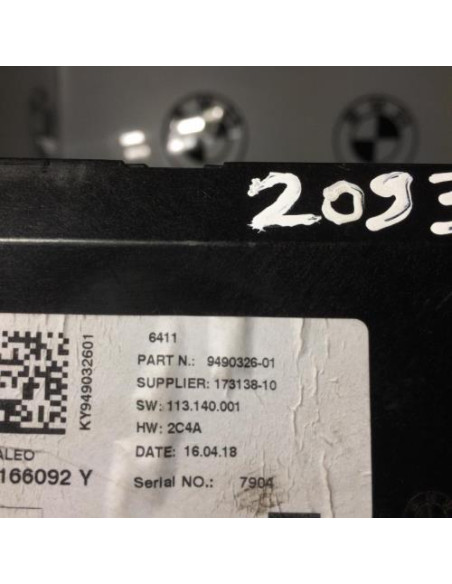 2093
6411
PART N.: 9490326-01
SUPPLIER: 173138-10
SW: 113.140.001
HW: 2C4A
DATE: 16.04.18
Serial NO.: 7904
KY949032601
ALEO
166092 Y